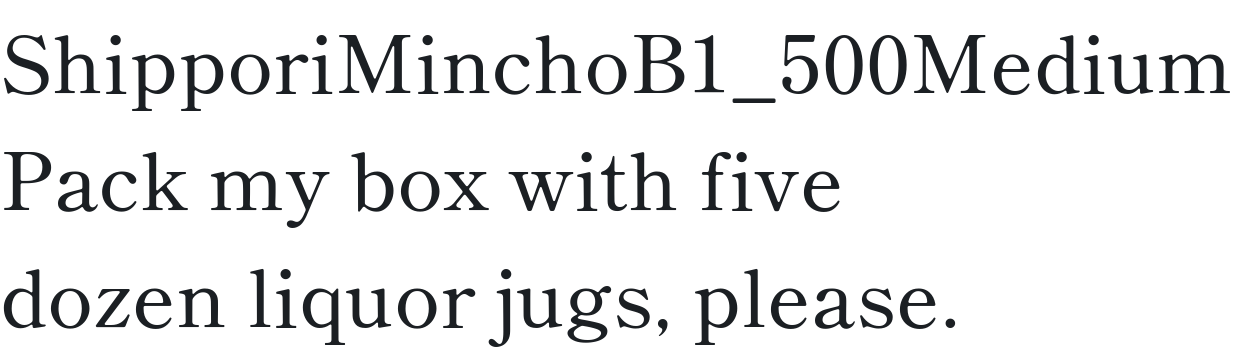 ShipporiMinchoB1_500Medium
Pack my box with five
dozen liquor jugs, please.